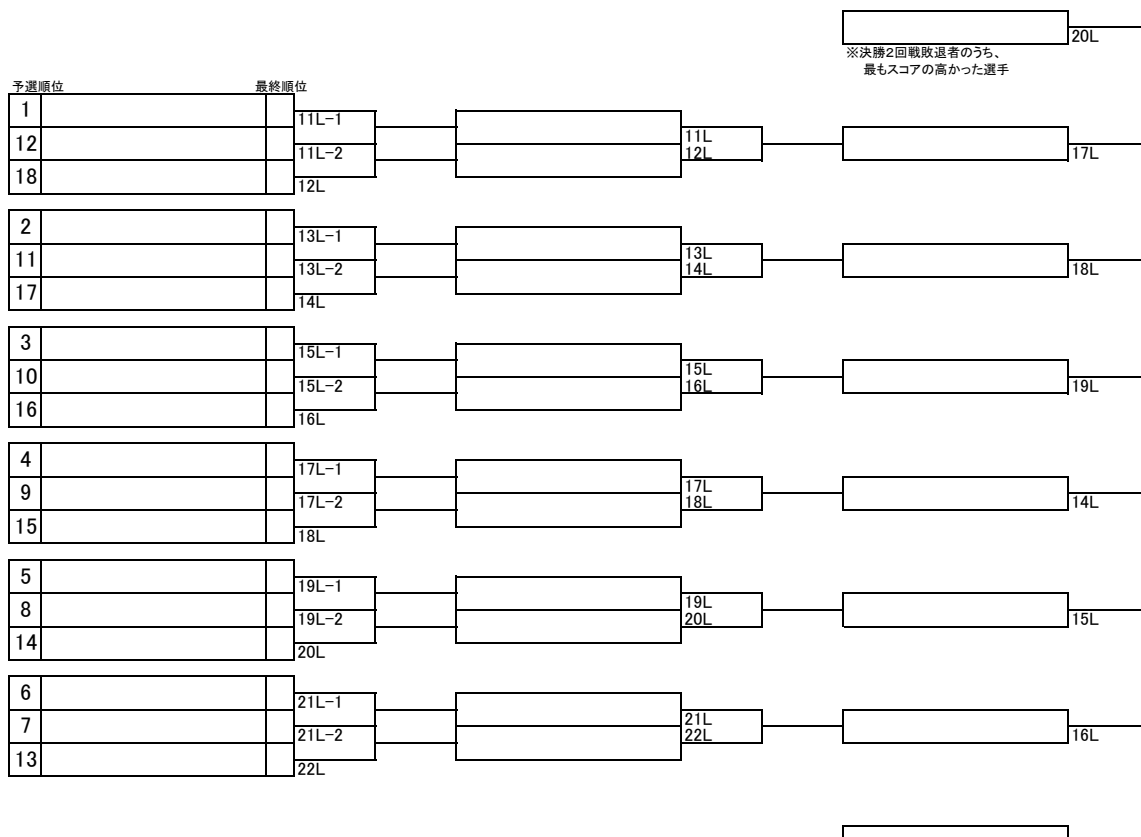 20L
※決勝2回戦敗退者のうち、
最もスコアの高かった選手
予選順位 最終順位
1
11L-1
12
11L-2
18
12L
11L
12L
17L
2
13L-1
11
13L-2
17
14L
13L
14L
18L
3
15L-1
10
15L-2
16
16L
15L
16L
19L
4
17L-1
9
17L-2
15
18L
17L
18L
14L
5
19L-1
8
19L-2
14
20L
19L
20L
15L
6
21L-1
7
21L-2
13
22L
21L
22L
16L